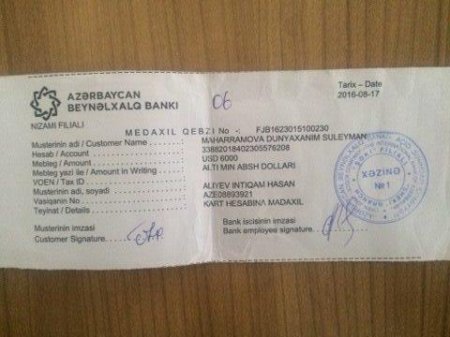 AZƏRBAYCAN
BEYNƏLXALQ BANKI
NIZAMI FILIALI
06
Tarix – Date
2016-08-17
MEDAXIL QEBZI No - FJB1623015100230
Musterinin adi / Customer Name : MAHARRAMOVA DUNYAXANIM SULEYMAN
Hesab / Account : 33882018402305576208
Mebleg / Amount : USD 6000
Mebleg yazi ile / Amount in Writing : ALTI MIN ABSH DOLLARI
VOEN / Tax ID :
Musterinin adi, soyadi : ALIYEV INTIQAM HASAN
Vasiqanin No : AZE08893921
Teyinat / Details : KART HESABINA MADAXIL
Musterinin imzasi
Customer Signature :
Bank iscisinin imzasi
Bank employee signature :
XƏZİNƏ
№1